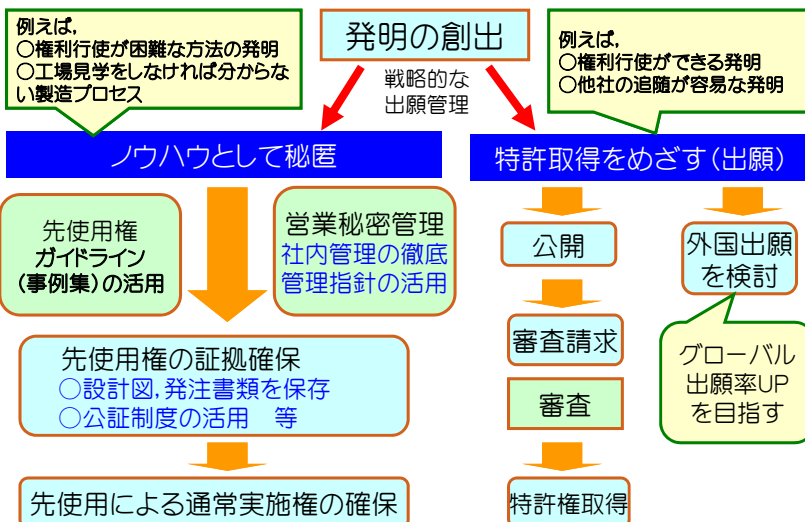 例えば,
○権利行使が困難な方法の発明
○工場見学をしなければ分からな
い製造プロセス
発明の創出
戦略的な
出願管理
例えば,
○権利行使ができる発明
○他社の追随が容易な発明
ノウハウとして秘匿
特許取得をめざす(出願)
先使用権
ガイドライン
(事例集)の活用
営業秘密管理
社内管理の徹底
管理指針の活用
先使用権の証拠確保
○設計図,発注書類を保存
○公証制度の活用　等
先使用による通常実施権の確保
公開
審査請求
審査
特許権取得
外国出願
を検討
グローバル
出願率UP
を目指す